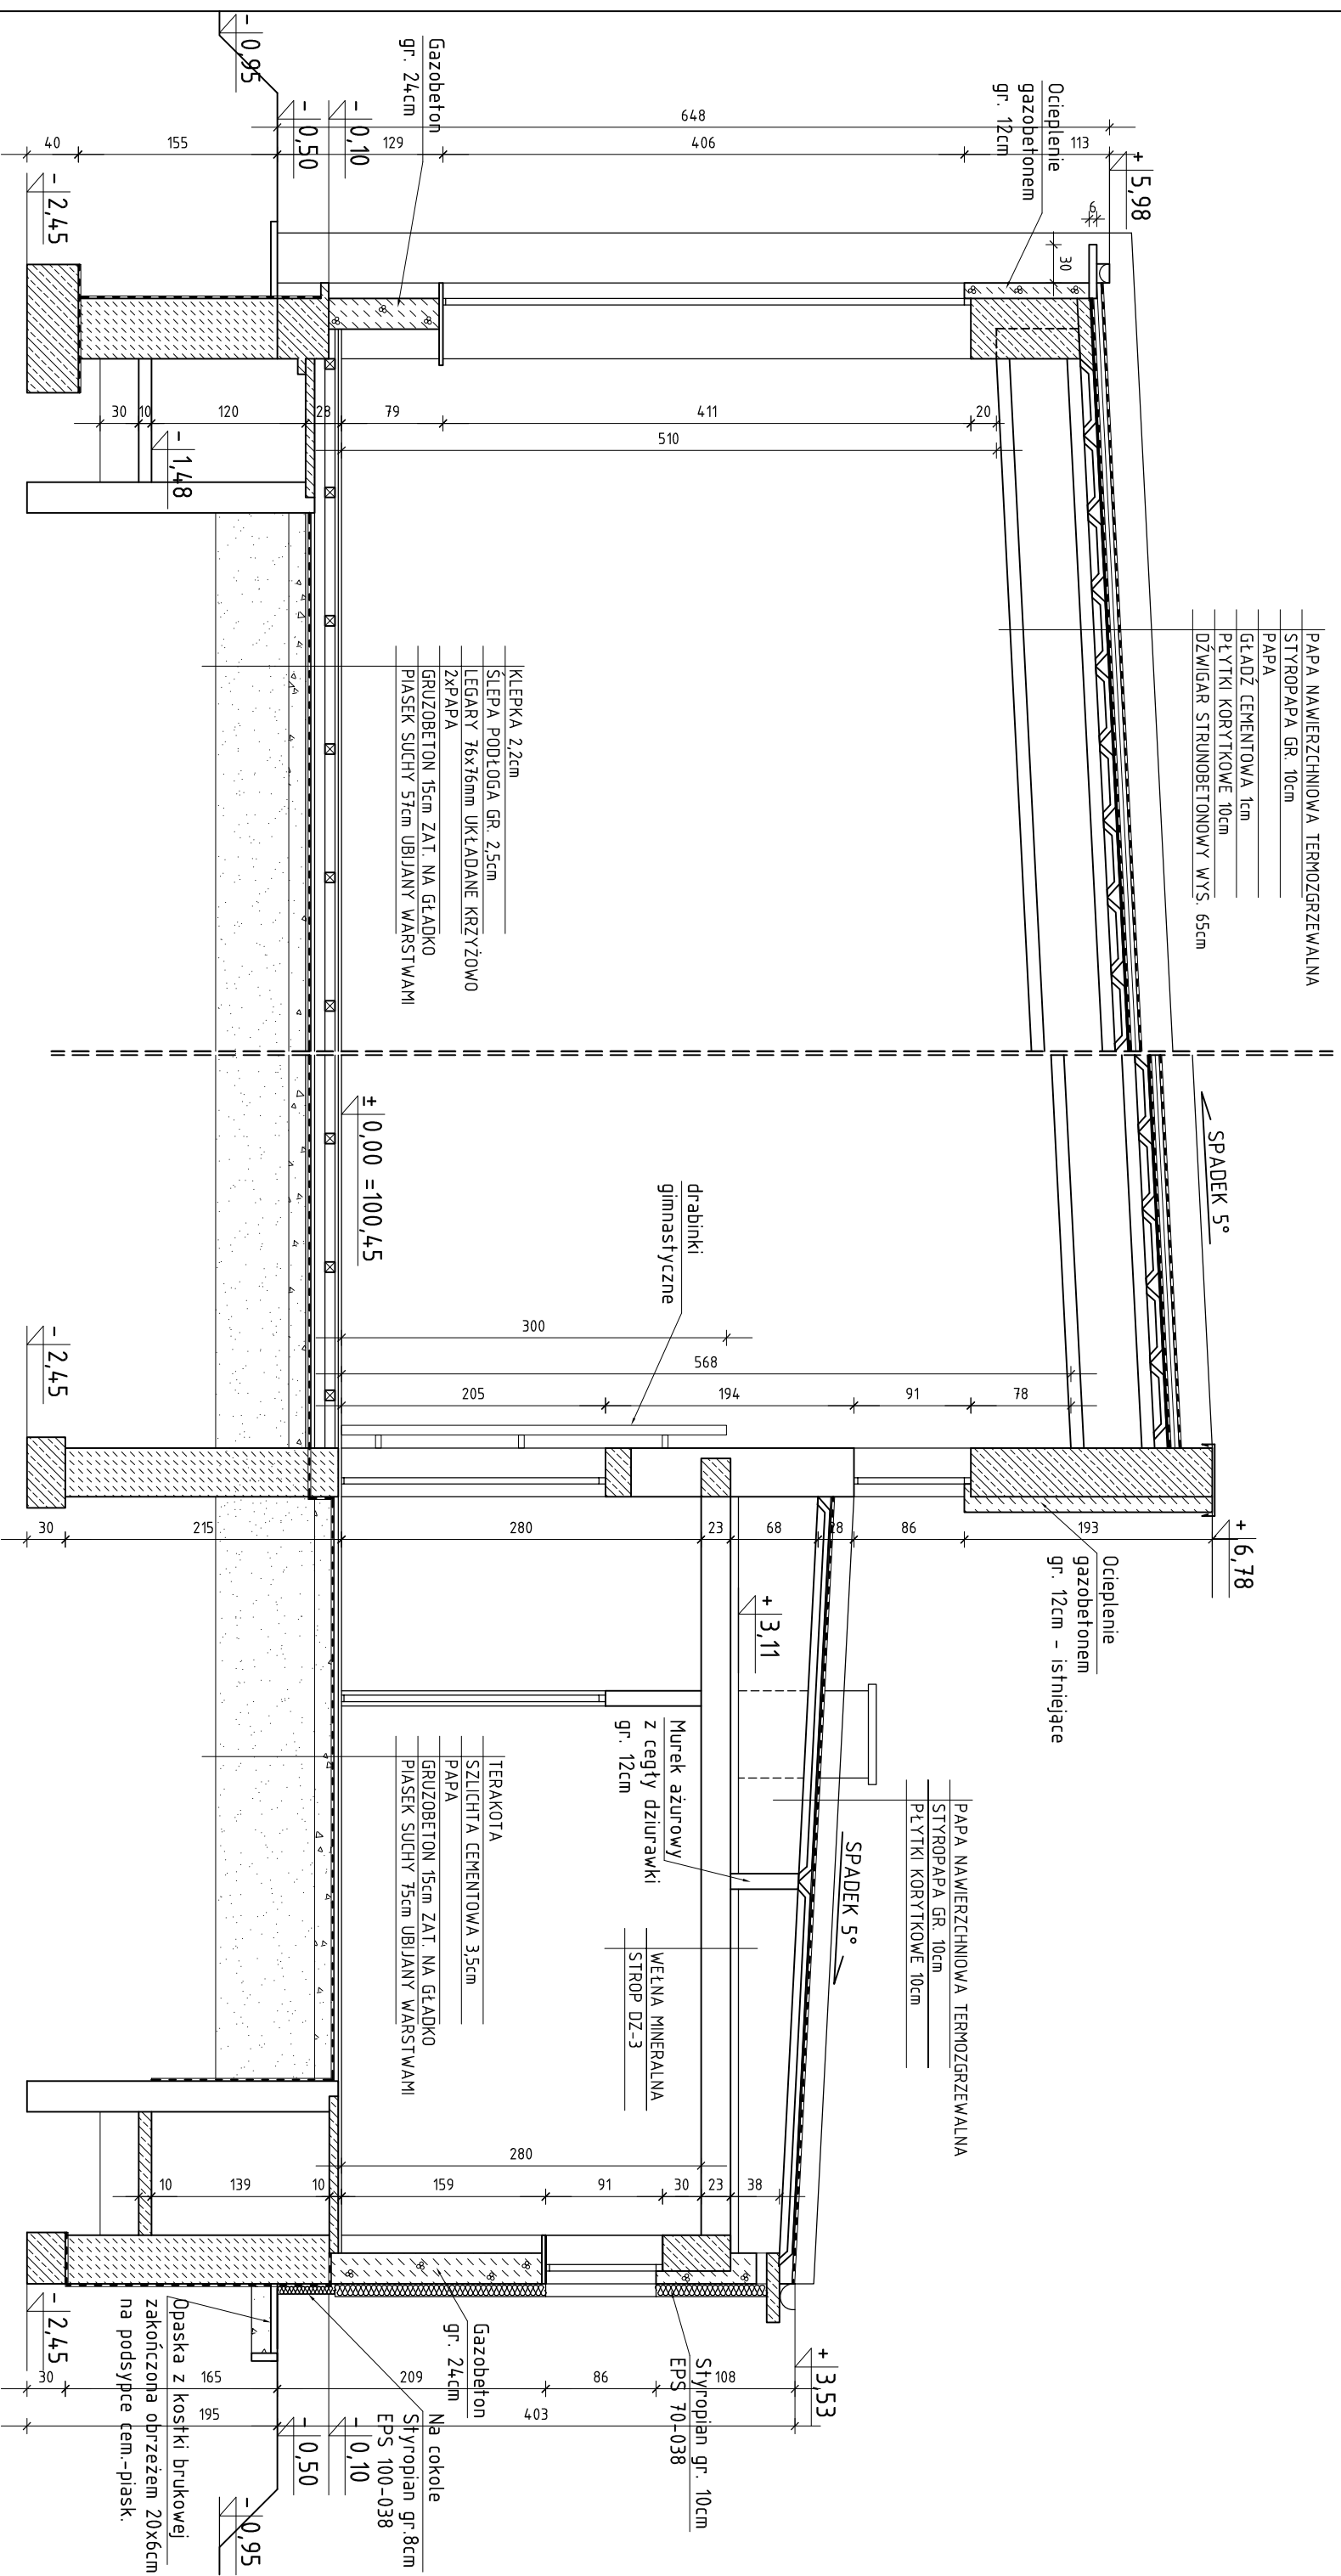 PAPA NAWIERZCHNIOWA TERMOZGRZEWALNA
STYROPAPA GR. 10cm
PAPA
GŁADŹ CEMENTOWA 1cm
PŁYTKI KORYTKOWE 10cm
DŹWIGAR STRUNOBETONOWY WYS. 65cm
SPADEK 5°
+ 5,98
+ 6,78
Ocieplenie
gazobetonem
gr. 12cm
6
30
Ocieplenie
gazobetonem
gr. 12cm - istniejące
PAPA NAWIERZCHNIOWA TERMOZGRZEWALNA
STYROPAPA GR. 10cm
PŁYTKI KORYTKOWE 10cm
SPADEK 5°
+ 3,11
+ 3,53
648
113
406
129
155
40
20
411
510
79
28
120
10
30
Gazobeton
gr. 24cm
- 0,10
- 0,50
- 0,95
- 2,45
- 1,48
KLEPKA 2,2cm
ŚLEPA PODŁOGA GR. 2,5cm
LEGARY 76x76mm UKŁADANE KRZYŻOWO
2xPAPA
GRUZOBETON 15cm ZAT. NA GŁADKO
PIASEK SUCHY 57cm UBIJANY WARSTWAMI
± 0,00 =100,45
drabinki
gimnastyczne
300
568
78
91
194
205
- 2,45
193
86
28
68
23
280
215
30
Murek ażurowy
z cegły dziurawki
gr. 12cm
WEŁNA MINERALNA
STROP DZ-3
TERAKOTA
SZLICHTA CEMENTOWA 3,5cm
PAPA
GRUZOBETON 15cm ZAT. NA GŁADKO
PIASEK SUCHY 75cm UBIJANY WARSTWAMI
280
38
23
30
91
159
10
139
10
108
86
209
165
30
403
195
Styropian gr. 10cm
EPS 70-038
Gazobeton
gr. 24cm
Na cokole
Styropian gr.8cm
EPS 100-038
- 0,10
- 0,50
- 0,95
- 2,45
Opaska z kostki brukowej
zakończona obrzeżem 20x6cm
na podsypce cem.-piask.